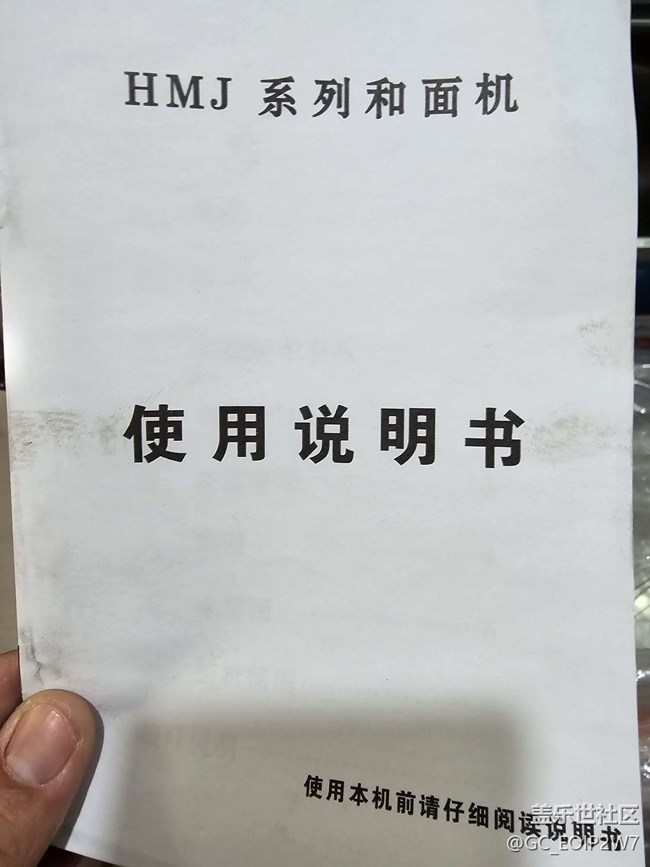 HMJ 系列和面机
使用说明书
使用本机前请仔细阅读说明书
盖乐世社区
@GC_EOIP2W7